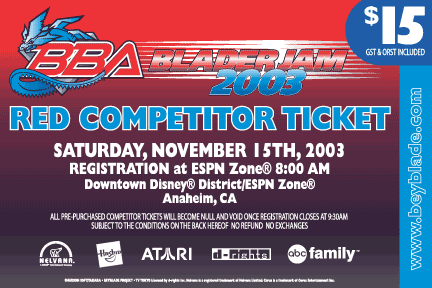 BBA BLADERJAM
2003
$15
GST & ORST INCLUDED
RED COMPETITOR TICKET
SATURDAY, NOVEMBER 15TH, 2003
REGISTRATION at ESPN Zone® 8:00 AM
Downtown Disney® District/ESPN Zone®
Anaheim, CA
ALL PRE-PURCHASED COMPETITOR TICKETS WILL BECOME NULL AND VOID ONCE REGISTRATION CLOSES AT 9:30AM
SUBJECT TO THE CONDITIONS ON THE BACK HEREOF NO REFUND NO EXCHANGES
www.beyblade.com
NELVANA Hasbro ATARI d-rights abc family